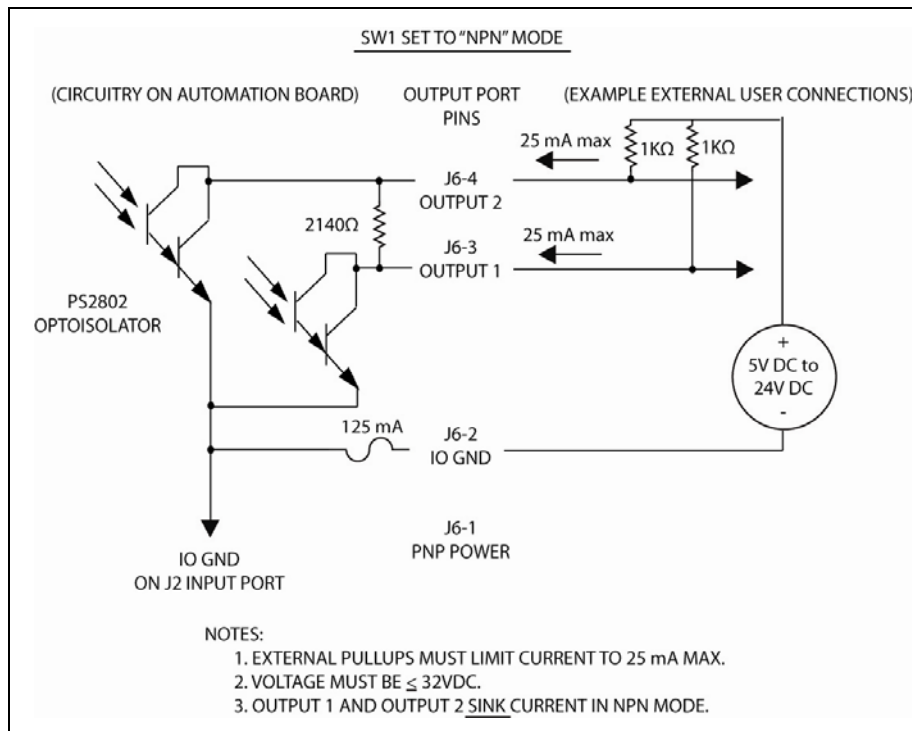 SW1 SET TO "NPN" MODE
(CIRCUITRY ON AUTOMATION BOARD)
OUTPUT PORT
PINS
(EXAMPLE EXTERNAL USER CONNECTIONS)
25 mA max
1KΩ
1KΩ
J6-4
OUTPUT 2
2140Ω
J6-3
OUTPUT 1
25 mA max
PS2802
OPTOISOLATOR
+
5V DC to
24V DC
-
125 mA
J6-2
IO GND
J6-1
PNP POWER
IO GND
ON J2 INPUT PORT
NOTES:
1. EXTERNAL PULLUPS MUST LIMIT CURRENT TO 25 mA MAX.
2. VOLTAGE MUST BE ≤ 32VDC.
3. OUTPUT 1 AND OUTPUT 2 SINK CURRENT IN NPN MODE.